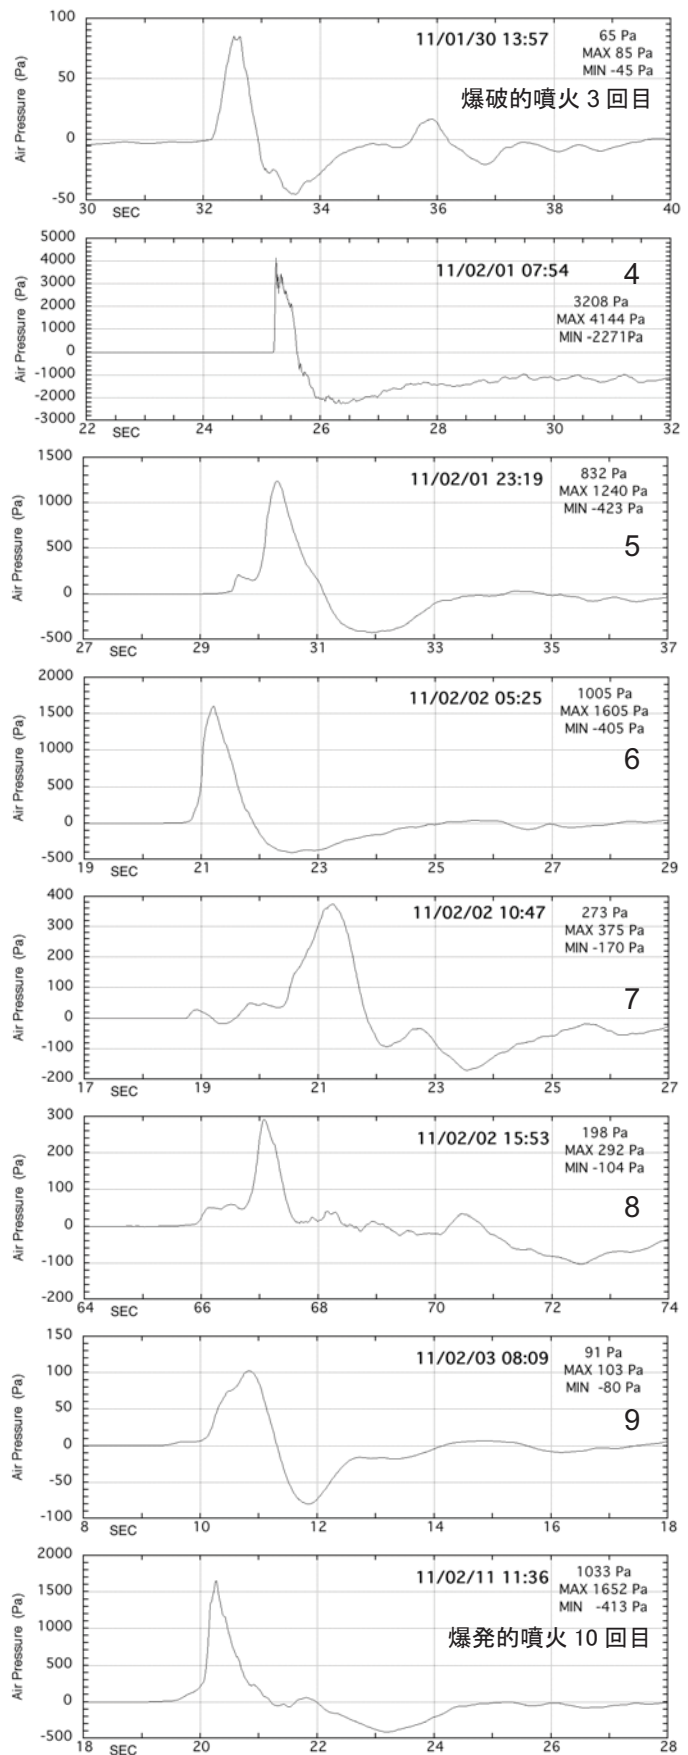 100
50
0
-50
Air Pressure (Pa)
11/01/30 13:57
65 Pa
MAX 85 Pa
MIN -45 Pa
爆破的噴火 3 回目
30 32 34 36 38 40
SEC
5000
4000
3000
2000
1000
0
-1000
-2000
-3000
Air Pressure (Pa)
11/02/01 07:54
4
3208 Pa
MAX 4144 Pa
MIN -2271Pa
22 24 26 28 30 32
SEC
1500
1000
500
0
-500
Air Pressure (Pa)
11/02/01 23:19
832 Pa
MAX 1240 Pa
MIN -423 Pa
5
27 29 31 33 35 37
SEC
2000
1500
1000
500
0
-500
Air Pressure (Pa)
11/02/02 05:25
1005 Pa
MAX 1605 Pa
MIN -405 Pa
6
19 21 23 25 27 29
SEC
400
300
200
100
0
-100
-200
Air Pressure (Pa)
11/02/02 10:47
273 Pa
MAX 375 Pa
MIN -170 Pa
7
17 19 21 23 25 27
SEC
300
200
100
0
-100
-200
Air Pressure (Pa)
11/02/02 15:53
198 Pa
MAX 292 Pa
MIN -104 Pa
8
64 66 68 70 72 74
SEC
150
100
50
0
-50
-100
Air Pressure (Pa)
11/02/03 08:09
91 Pa
MAX 103 Pa
MIN -80 Pa
9
8 10 12 14 16 18
SEC
2000
1500
1000
500
0
-500
Air Pressure (Pa)
11/02/11 11:36
1033 Pa
MAX 1652 Pa
MIN -413 Pa
爆発的噴火 10 回目
18 20 22 24 26 28
SEC